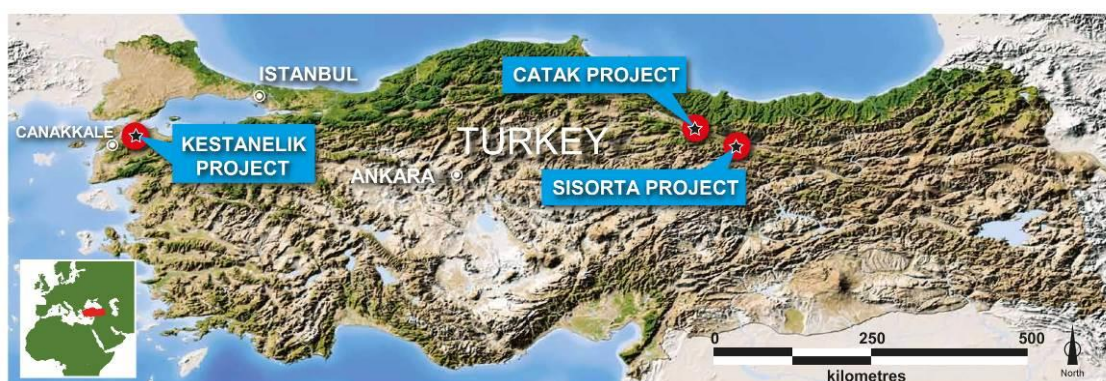 ISTANBUL
CATAK PROJECT
CANAKKALE
KESTANELIK
PROJECT
TURKEY
ANKARA
SISORTA PROJECT
0 250 500
kilometres
North